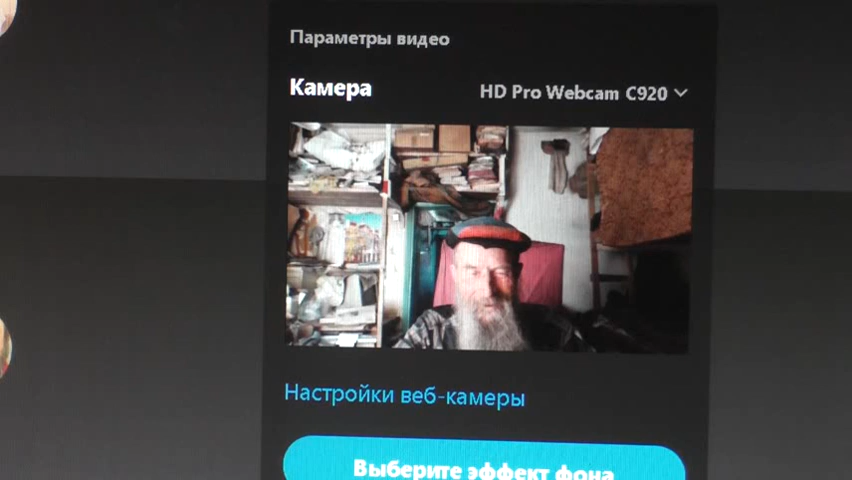 Параметры видео
Камера
HD Pro Webcam C920
Настройки веб-камеры
Выберите эффект фона